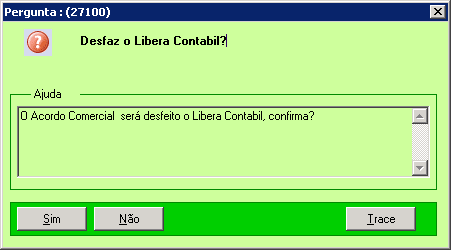 Pergunta : (27100)
Desfaz o Libera Contabil?
Ajuda
O Acordo Comercial  será desfeito o Libera Contabil, confirma?
Sim Não Trace